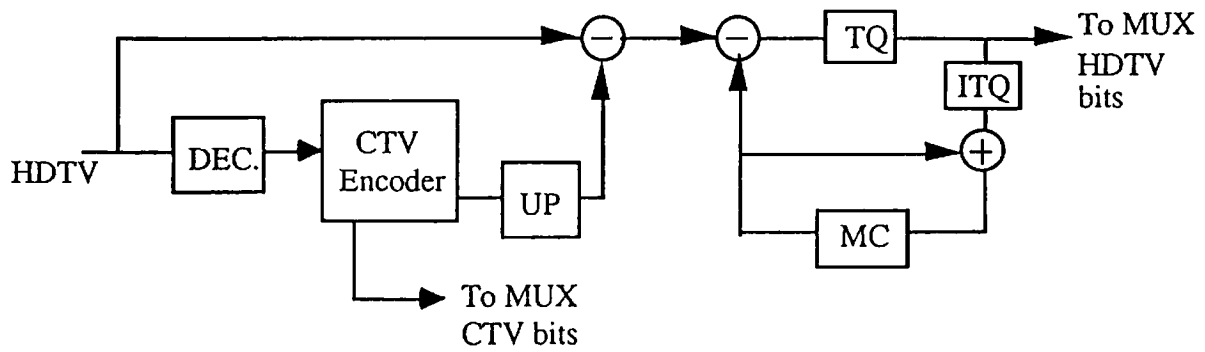 −
−
TQ
To MUX
HDTV
bits
ITQ
+
HDTV
DEC.
CTV
Encoder
UP
MC
To MUX
CTV bits